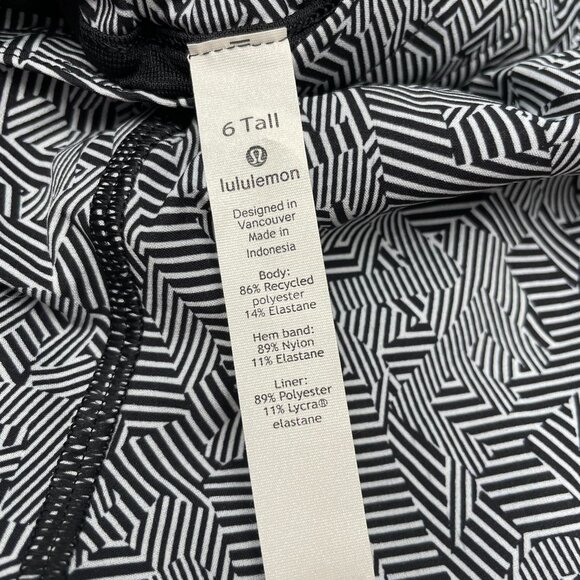 6 Tall
lululemon
Designed in
Vancouver
Made in
Indonesia
Body:
86% Recycled
polyester
14% Elastane
Hem band:
89% Nylon
11% Elastane
Liner:
89% Polyester
11% Lycra®
elastane